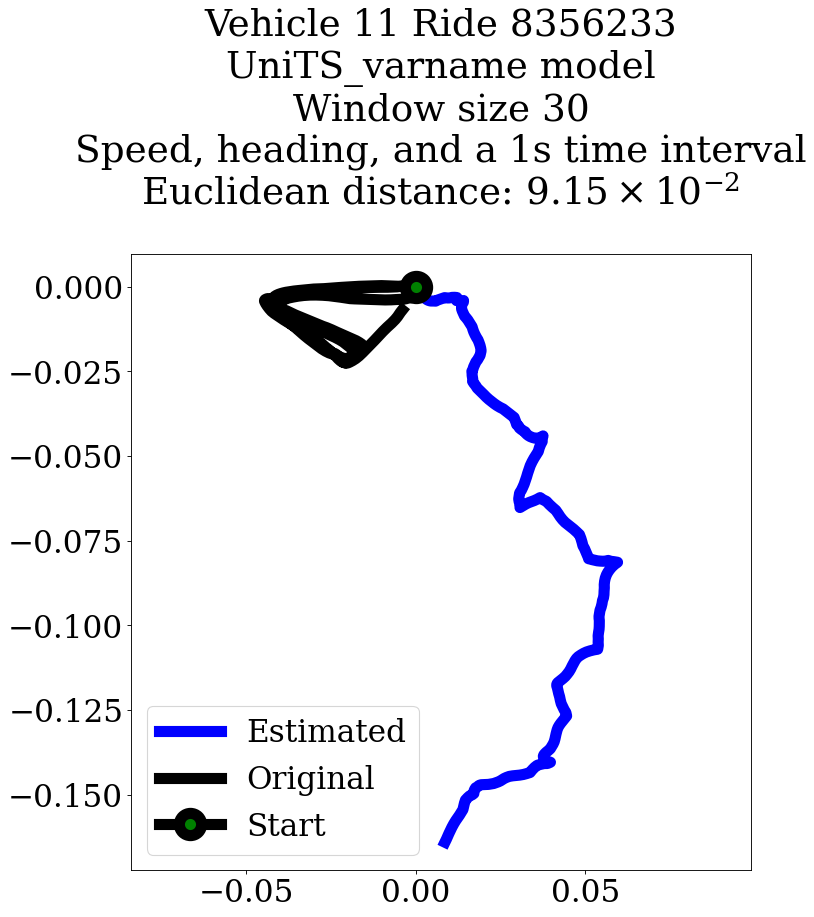 Vehicle 11 Ride 8356233
UniTS_varname model
Window size 30
Speed, heading, and a 1s time interval
Euclidean distance: 9.15 × 10⁻²
0.000
−0.025
−0.050
−0.075
−0.100
−0.125
−0.150
Estimated
Original
Start
−0.05 0.00 0.05